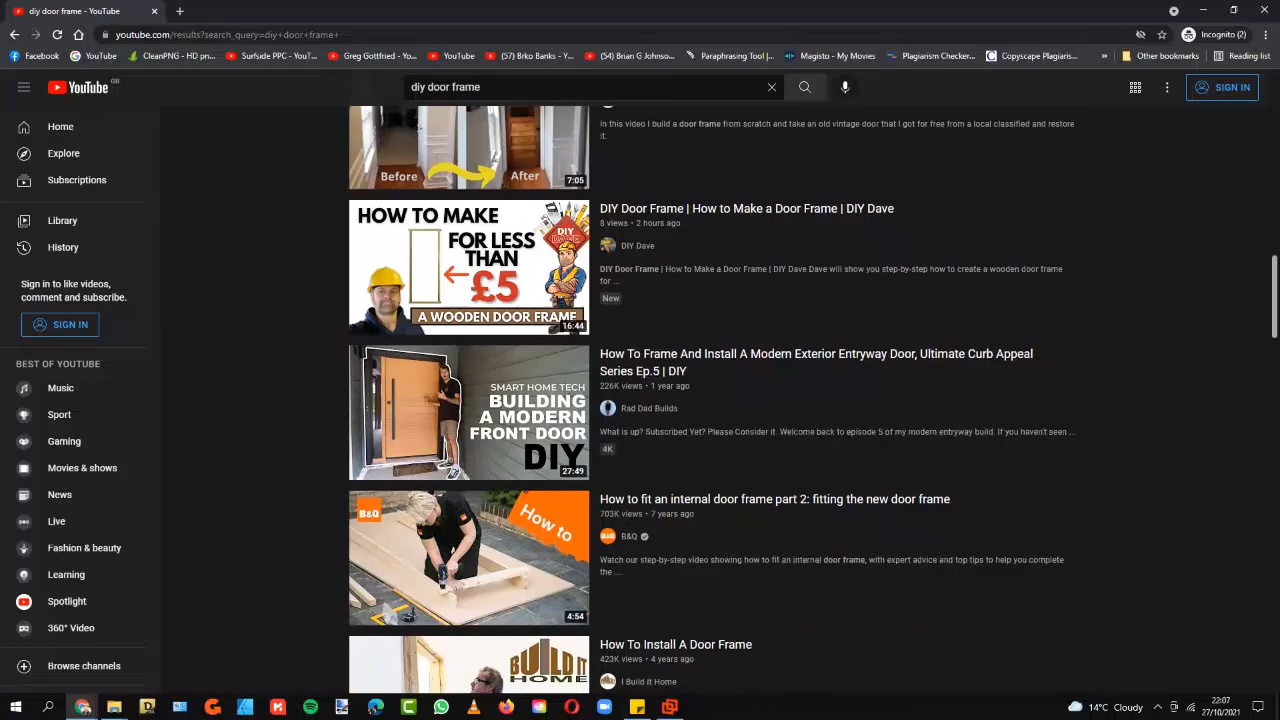 diy door frame - YouTube
youtube.com/results?search_query=diy+door+frame+
Incognito (2)
Facebook
YouTube
CleanPNG - HD pn...
Surfside PPC - YouT...
Greg Gottfried - Yo...
YouTube
(57) Brko Banks - Y...
(54) Brian G Johnso...
Paraphrasing Tool |...
Magisto - My Movies
Plagiarism Checker...
Copyscape Plagiaris...
Other bookmarks
Reading list
YouTube GB
diy door frame
SIGN IN
Home
Explore
Subscriptions
Library
History
Sign in to like videos,
comment and subscribe.
SIGN IN
BEST OF YOUTUBE
Music
Sport
Gaming
Movies & shows
News
Live
Fashion & beauty
Learning
Spotlight
360° Video
Browse channels
Before
After
7:05
In this video I build a door frame from scratch and take an old vintage door that I got for free from a local classified and restore
it.
HOW TO MAKE
FOR LESS
THAN
£5
A WOODEN DOOR FRAME
DIY
DAVE
16:44
DIY Door Frame | How to Make a Door Frame | DIY Dave
8 views • 2 hours ago
DIY Dave
DIY Door Frame | How to Make a Door Frame | DIY Dave Dave will show you step-by-step how to create a wooden door frame
for ...
New
SMART HOME TECH
BUILDING
A MODERN
FRONT DOOR
DIY
27:49
How To Frame And Install A Modern Exterior Entryway Door, Ultimate Curb Appeal
Series Ep.5 | DIY
226K views • 1 year ago
Rad Dad Builds
What is up? Subscribed Yet? Please Consider it. Welcome back to episode 5 of my modern entryway build. If you haven't seen ...
4K
B&Q
How to
4:54
How to fit an internal door frame part 2: fitting the new door frame
703K views • 7 years ago
B&Q
Watch our step-by-step video showing how to fit an internal door frame, with expert advice and top tips to help you complete
the ...
BUILD IT
HOME
How To Install A Door Frame
423K views • 4 years ago
I Build it Home
14°C Cloudy
22:07
27/10/2021